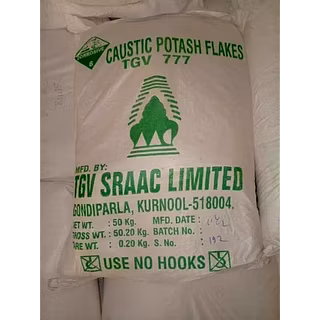 CAUSTIC POTASH FLAKES
TGV 777
MFD. BY:
TGV SRAAC LIMITED
GONDIPARLA, KURNOOL-518004.
NET WT. : 50 Kg. MFD. DATE :
GROSS WT. : 50.20 Kg. BATCH No. :
TARE WT. : 0.20 Kg. S. No. : 192
USE NO HOOKS